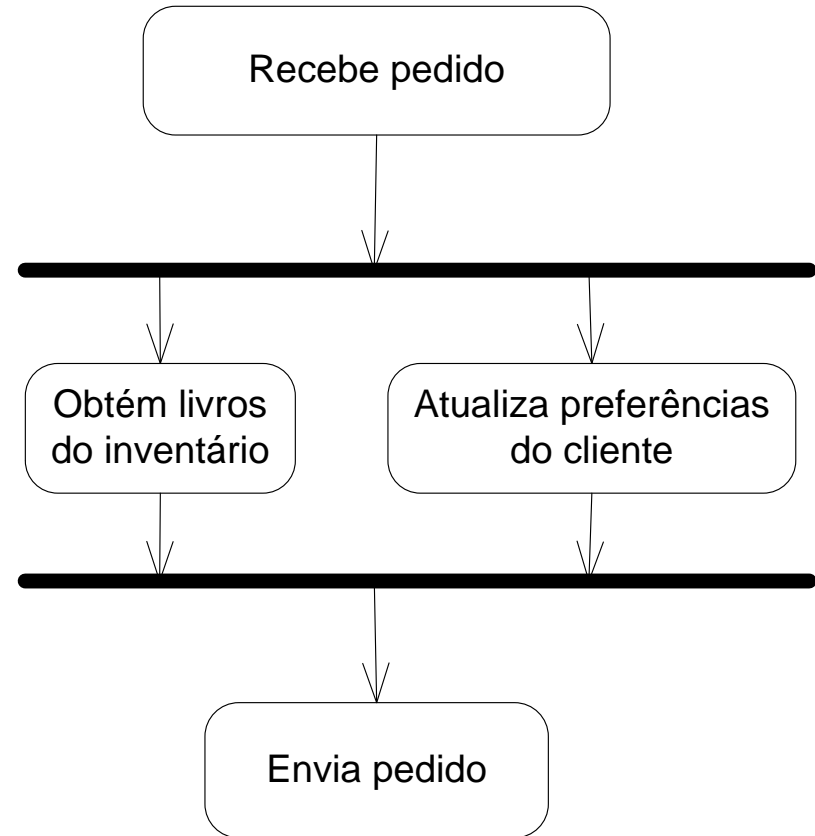 Recebe pedido
Obtém livros
do inventário
Atualiza preferências
do cliente
Envia pedido